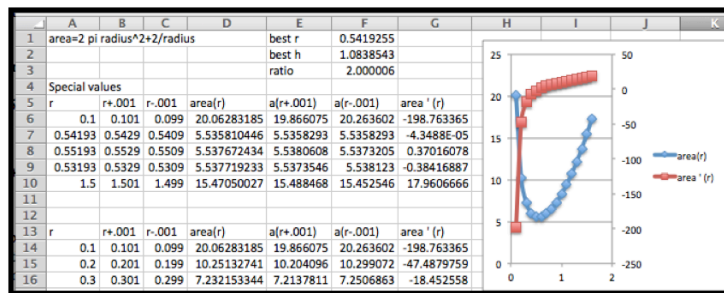 A B C D E F G H I J K
1 area=2 pi radius^2+2/radius best r 0.5419255
2 best h 1.0838543
3 ratio 2.000006
4 Special values
5 r r+.001 r-.001 area(r) a(r+.001) a(r-.001) area ' (r)
6 0.1 0.101 0.099 20.06283185 19.866075 20.263602 -198.763365
7 0.54193 0.5429 0.5409 5.535810446 5.5358293 5.5358293 -4.3488E-05
8 0.55193 0.5529 0.5509 5.537672434 5.5380608 5.5373205 0.37016078
9 0.53193 0.5329 0.5309 5.537719233 5.5373546 5.538123 -0.38416887
10 1.5 1.501 1.499 15.47050027 15.488468 15.452546 17.9606666
11
12
13 r r+.001 r-.001 area(r) a(r+.001) a(r-.001) area ' (r)
14 0.1 0.101 0.099 20.06283185 19.866075 20.263602 -198.763365
15 0.2 0.201 0.199 10.25132741 10.204096 10.299072 -47.4879759
16 0.3 0.301 0.299 7.232153344 7.2137811 7.2506863 -18.452558
25 50
20 0
-50
15
-100
10
-150
5 -200
0 -250
0 1 2
area(r)
area ' (r)